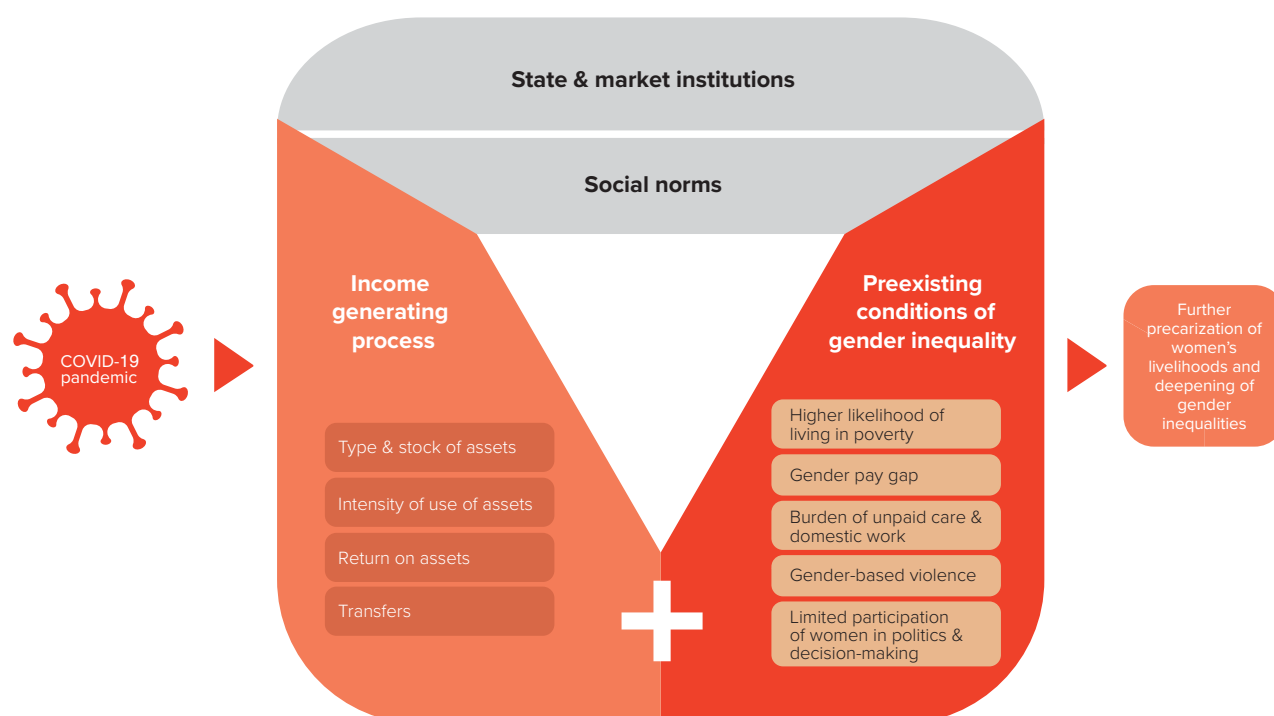 State & market institutions
Social norms
COVID-19
pandemic
Income
generating
process
Type & stock of assets
Intensity of use of assets
Return on assets
Transfers
Preexisting
conditions of
gender inequality
Higher likelihood of
living in poverty
Gender pay gap
Burden of unpaid care &
domestic work
Gender-based violence
Limited participation
of women in politics &
decision-making
Further
precarization of
women’s
livelihoods and
deepening of
gender
inequalities